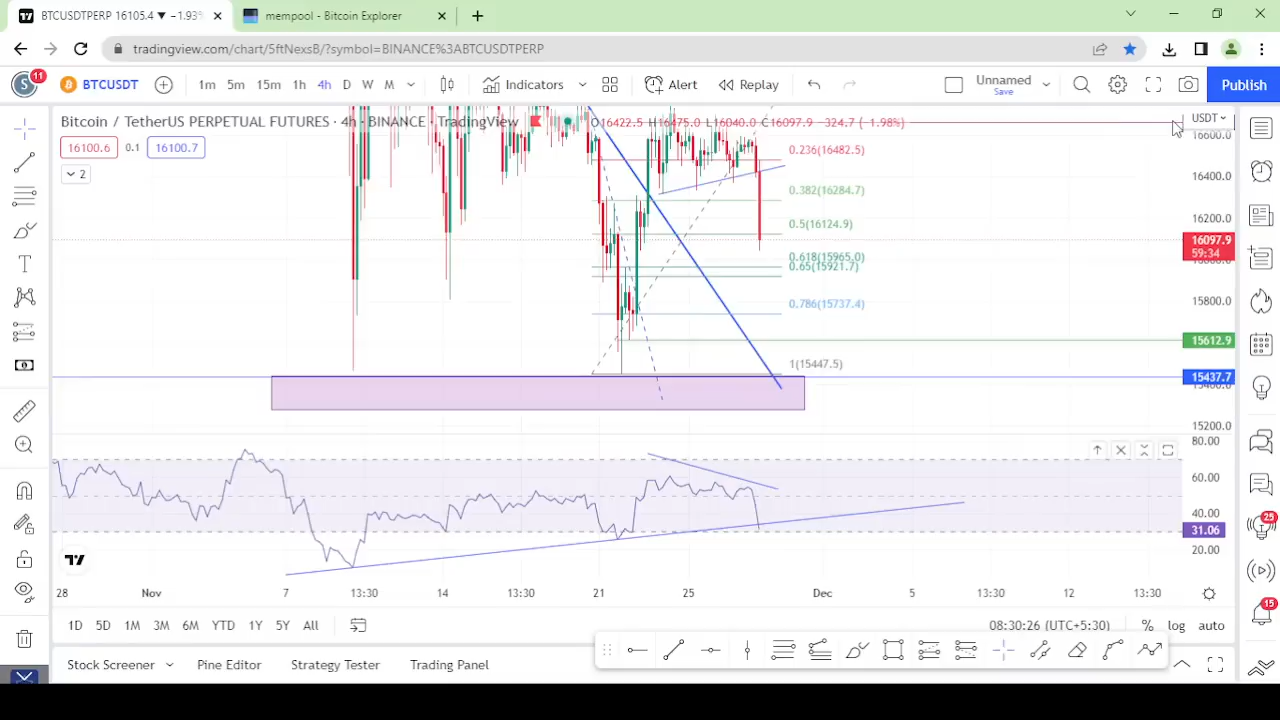 BTCUSDTPERP 16105.4 ▼ −1.93%
mempool - Bitcoin Explorer
tradingview.com/chart/5ftNexsB/?symbol=BINANCE%3ABTCUSDTPERP
S 11 BTCUSDT 1m 5m 15m 1h 4h D W M Indicators Alert Replay Unnamed Save Publish
Bitcoin / TetherUS PERPETUAL FUTURES · 4h · BINANCE · TradingView O16422.5 H16475.0 L16040.0 C16097.9 −324.7 (−1.98%) USDT
16600.0
16100.6 0.1 16100.7
0.236(16482.5)
2
16400.0
0.382(16284.7)
16200.0
0.5(16124.9)
16097.9
59:34
0.618(15965.0)
0.65(15921.7)
15800.0
0.786(15737.4)
15612.9
1(15447.5)
15437.7
15200.0
80.00
60.00
40.00
31.06
20.00
28 Nov 7 13:30 14 13:30 21 25 Dec 5 13:30 12 13:30
1D 5D 1M 3M 6M YTD 1Y 5Y All 08:30:26 (UTC+5:30) % log auto
Stock Screener Pine Editor Strategy Tester Trading Panel
25
15